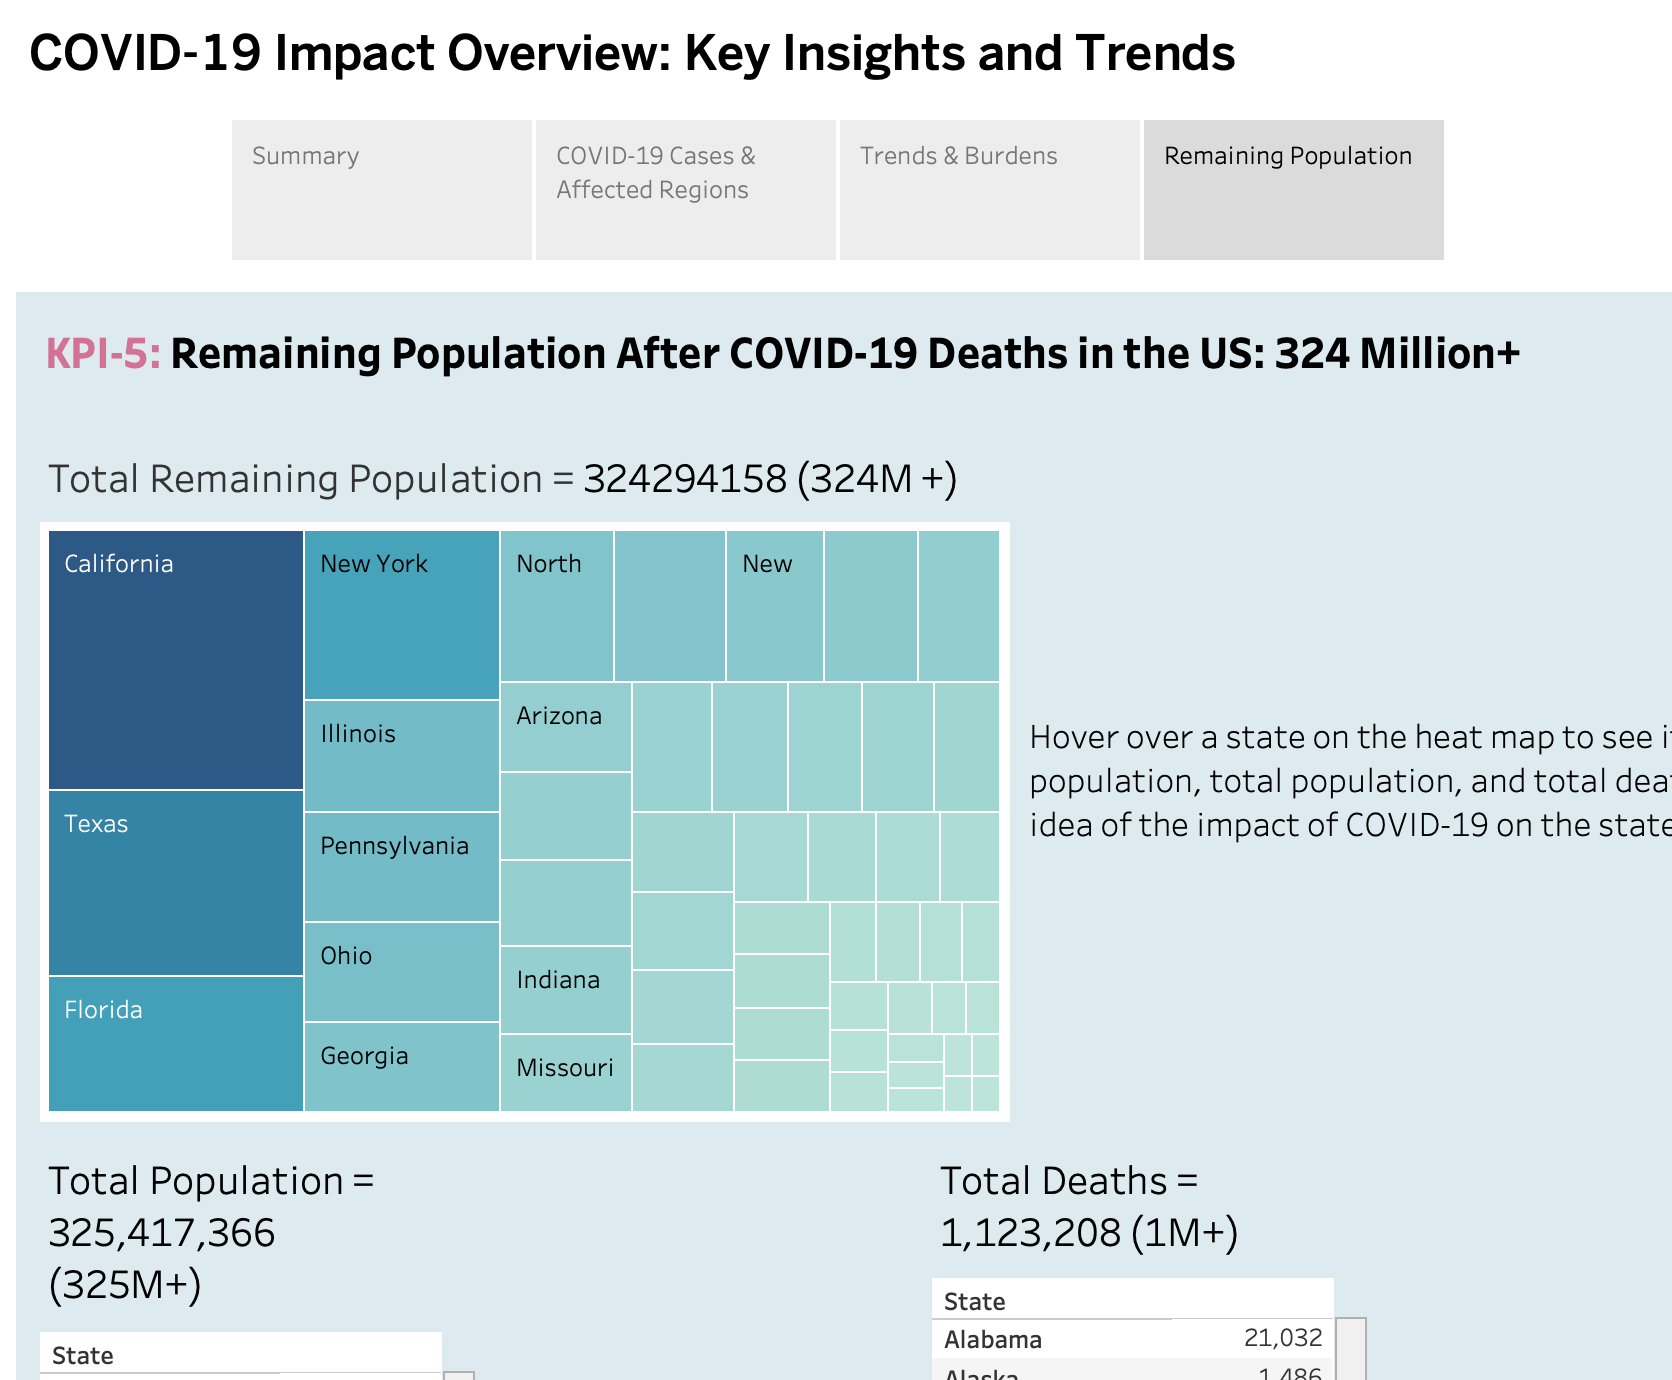 COVID-19 Impact Overview: Key Insights and Trends
Summary
COVID-19 Cases &
Affected Regions
Trends & Burdens
Remaining Population
KPI-5: Remaining Population After COVID-19 Deaths in the US: 324 Million+
Total Remaining Population = 324294158 (324M +)
California
New York
North
New
Illinois
Arizona
Texas
Pennsylvania
Ohio
Indiana
Florida
Georgia
Missouri
Hover over a state on the heat map to see
population, total population, and total
idea of the impact of COVID-19 on the state
Total Population =
325,417,366
(325M+)
State
Total Deaths =
1,123,208 (1M+)
State
Alabama 21,032
Alaska 1,486